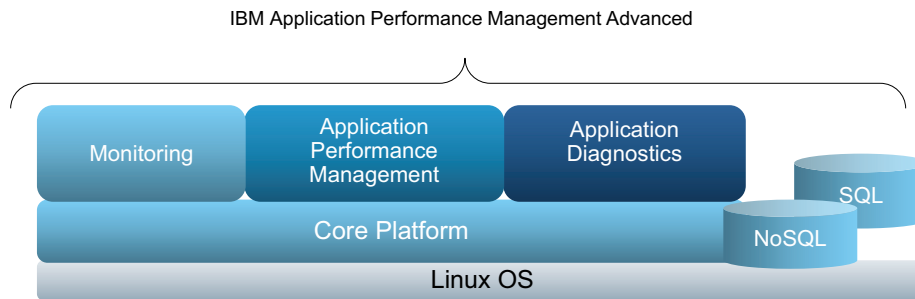 IBM Application Performance Management Advanced
Monitoring
Application
Performance
Management
Application
Diagnostics
SQL
Core Platform
NoSQL
Linux OS